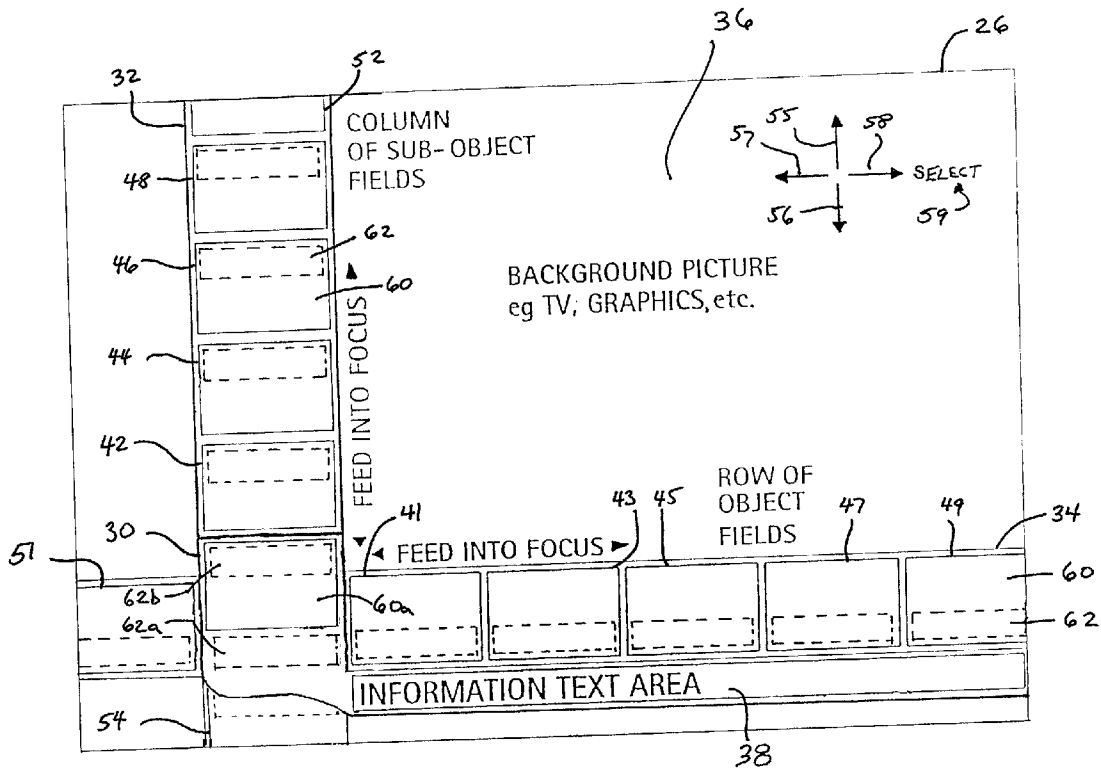 36
26
32
52
COLUMN
OF SUB-OBJECT
FIELDS
55
58
57
SELECT
48
56
59
62
46
60
BACKGROUND PICTURE
eg TV, GRAPHICS, etc.
FEED INTO FOCUS
44
42
ROW OF
OBJECT
FIELDS
41
43
45
47
49
34
30
FEED INTO FOCUS
51
60
62b
60a
62a
62
INFORMATION TEXT AREA
54
38